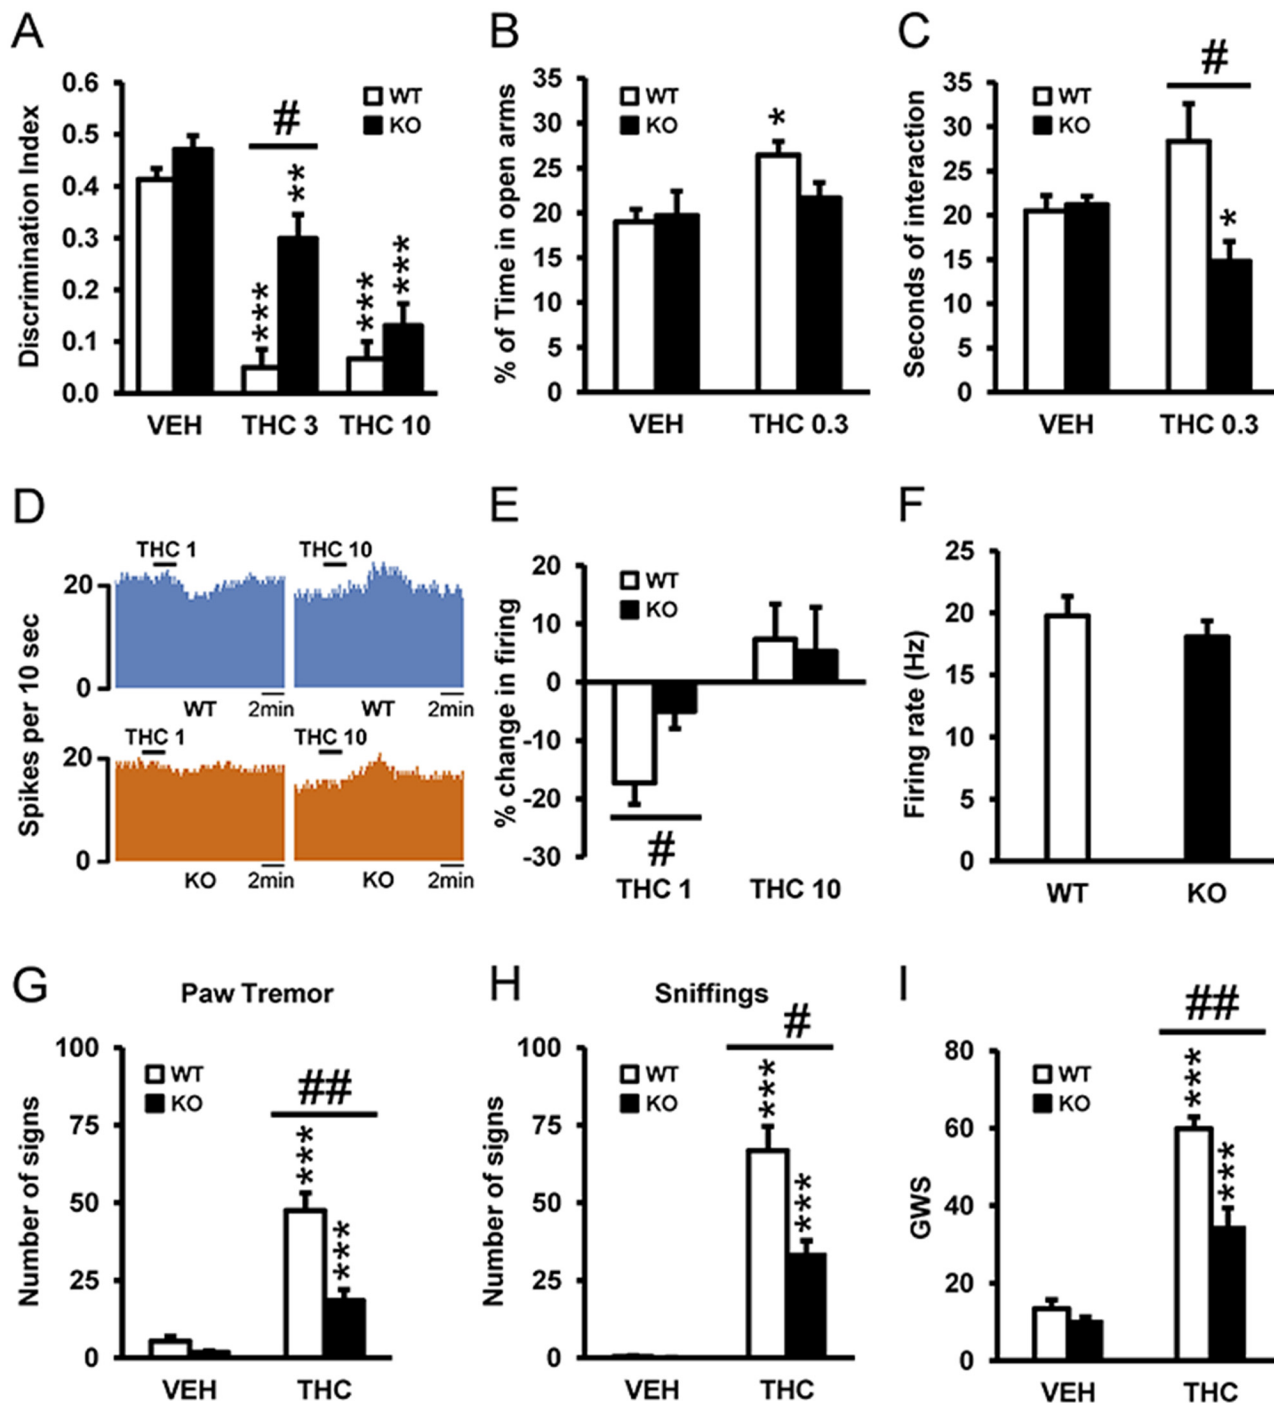 A
Discrimination Index
0.6
0.5
0.4
0.3
0.2
0.1
0.0
WT
KO
#
***
**
***
***
VEH
THC 3
THC 10
B
% of Time in open arms
35
30
25
20
15
10
5
0
WT
KO
*
VEH
THC 0.3
C
Seconds of interaction
35
30
25
20
15
10
5
0
WT
KO
#
*
VEH
THC 0.3
D
Spikes per 10 sec
THC 1
THC 10
20
0
WT
2min
WT
2min
THC 1
THC 10
20
0
KO
2min
KO
2min
E
% change in firing
20
10
0
-10
-20
-30
WT
KO
#
THC 1
THC 10
F
Firing rate (Hz)
25
20
15
10
5
0
WT
KO
G
Paw Tremor
Number of signs
100
75
50
25
0
WT
KO
##
***
***
VEH
THC
H
Sniffings
Number of signs
100
75
50
25
0
WT
KO
#
***
***
VEH
THC
I
GWS
80
60
40
20
0
WT
KO
##
***
***
VEH
THC